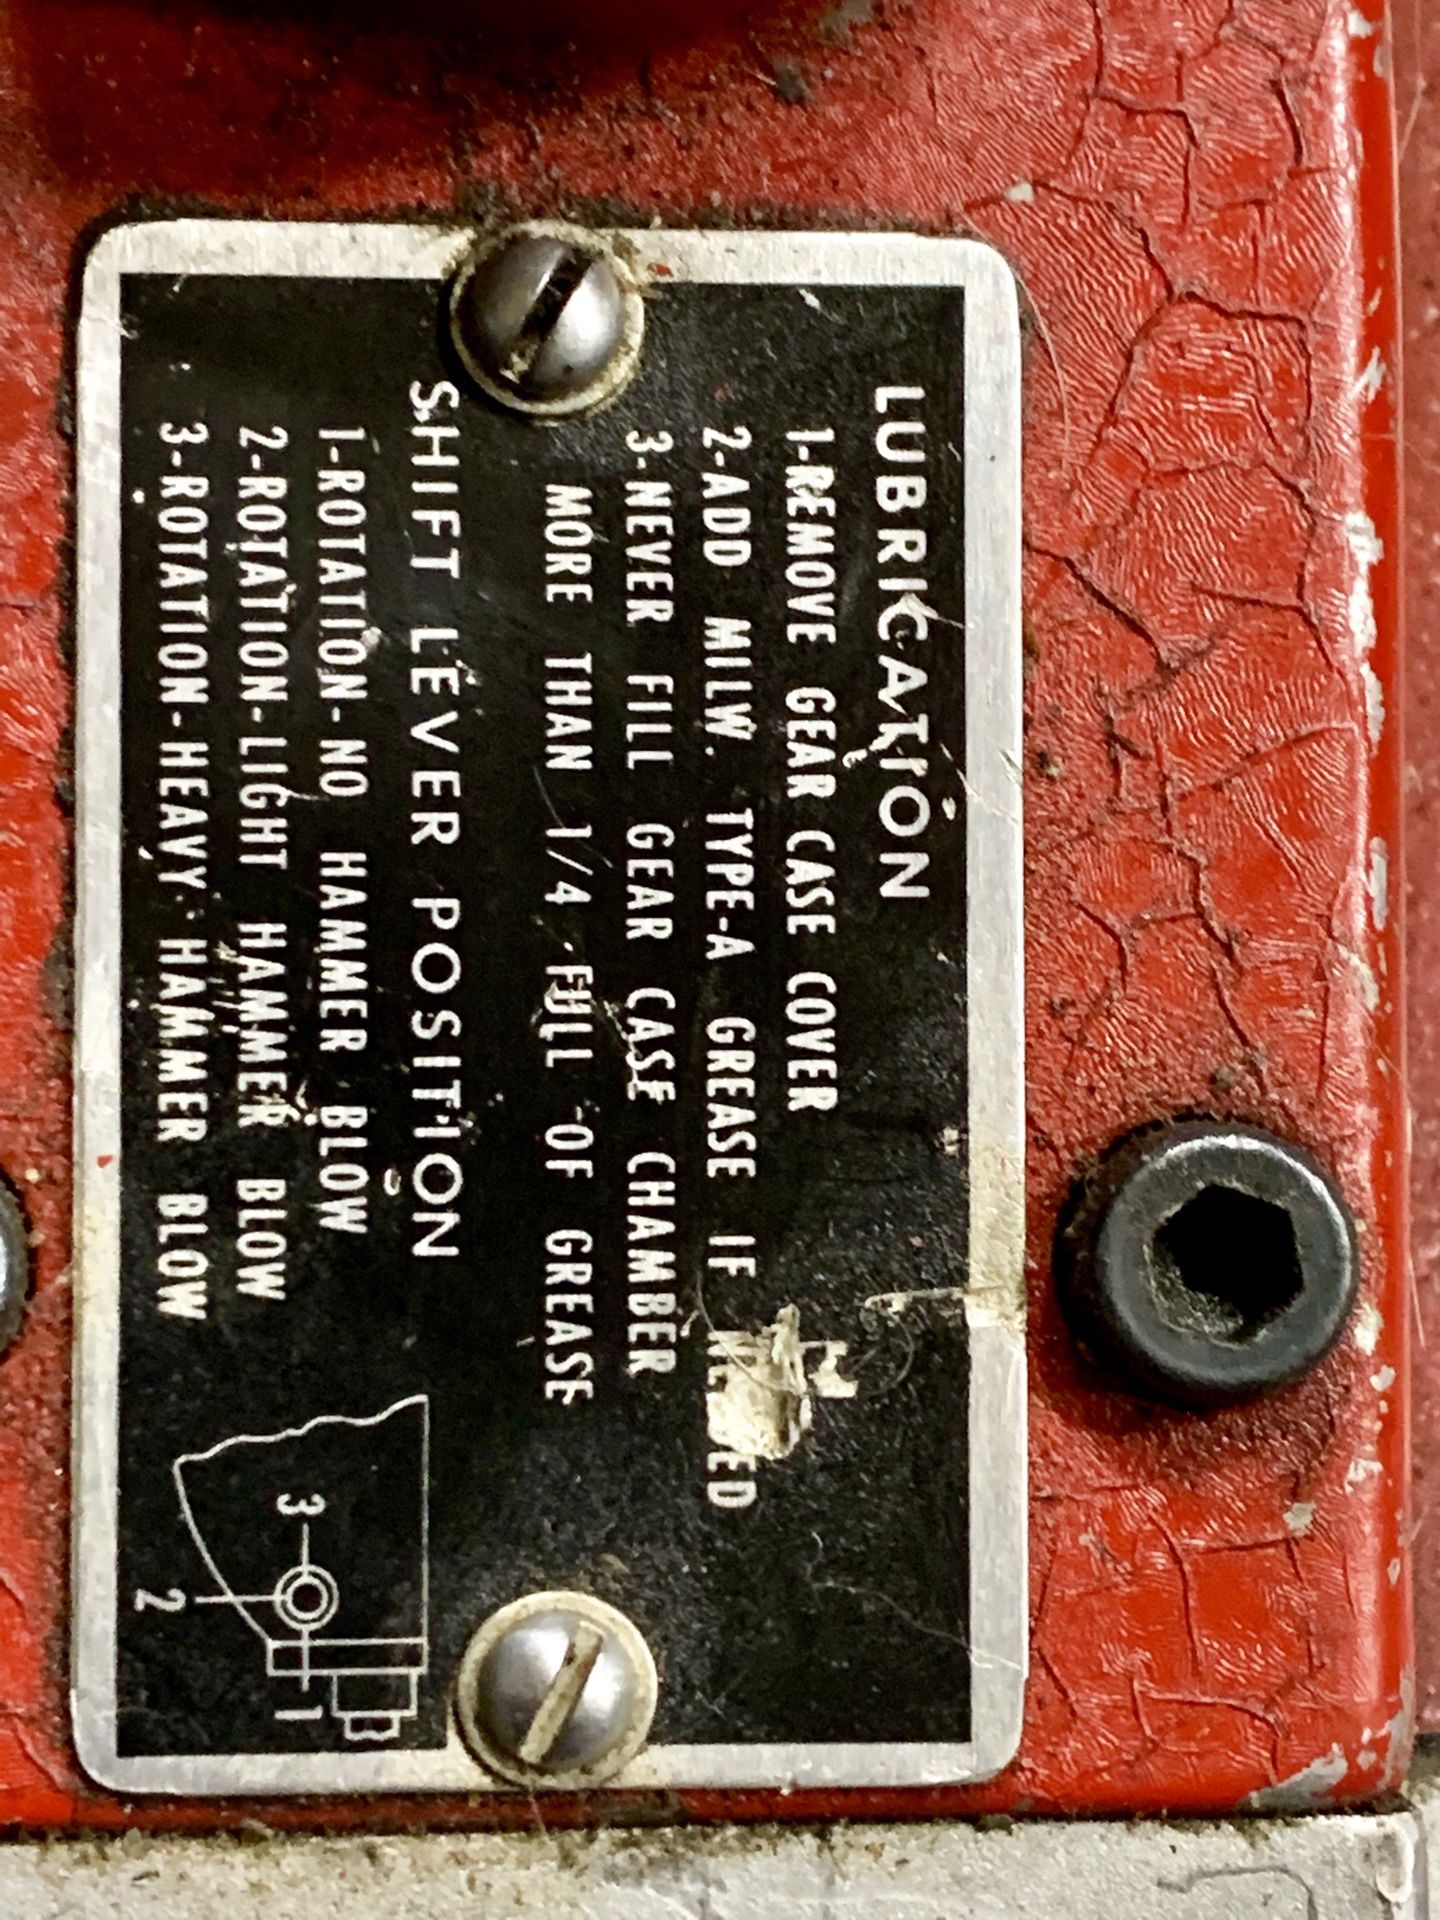 LUBRICATION
1-REMOVE GEAR CASE COVER
2-ADD MILW. TYPE-A GREASE IF NEEDED
3-NEVER FILL GEAR CASE CHAMBER
MORE THAN 1/4 FULL OF GREASE
SHIFT LEVER POSITION
1-ROTATION-NO HAMMER BLOW
2-ROTATION-LIGHT HAMMER BLOW
3-ROTATION-HEAVY HAMMER BLOW
3
1
2